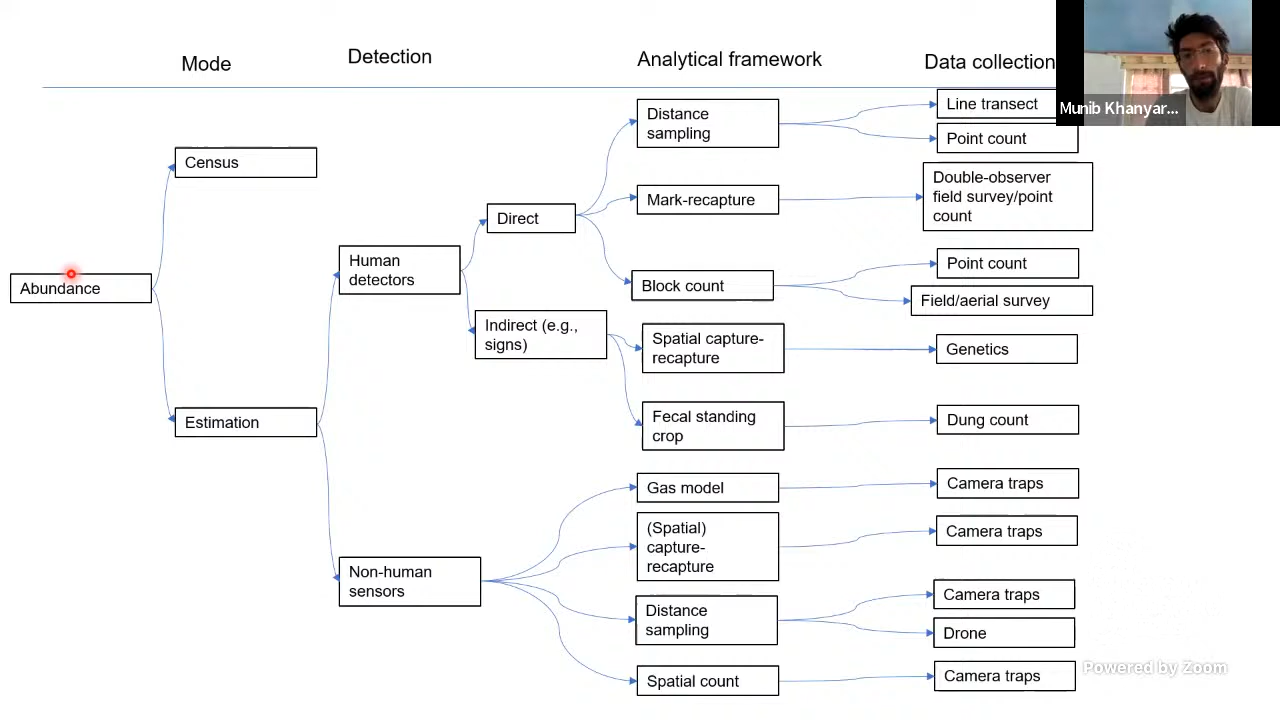 Mode
Detection
Analytical framework
Data collection
Munib Khanyar...
Abundance
Census
Estimation
Human
detectors
Non-human
sensors
Direct
Indirect (e.g.,
signs)
Distance
sampling
Mark-recapture
Block count
Spatial capture-
recapture
Fecal standing
crop
Gas model
(Spatial)
capture-
recapture
Distance
sampling
Spatial count
Line transect
Point count
Double-observer
field survey/point
count
Point count
Field/aerial survey
Genetics
Dung count
Camera traps
Camera traps
Camera traps
Drone
Camera traps
Powered by Zoom